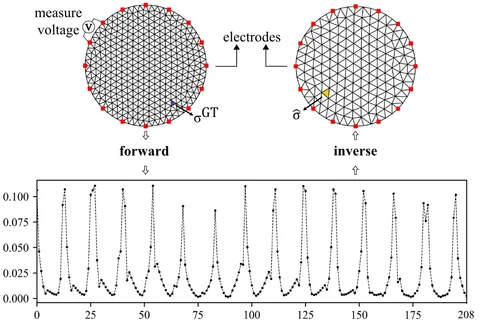 measure
voltage V
electrodes
σGT
σ̂
forward
inverse
0.100
0.075
0.050
0.025
0.000
0 25 50 75 100 125 150 175 208